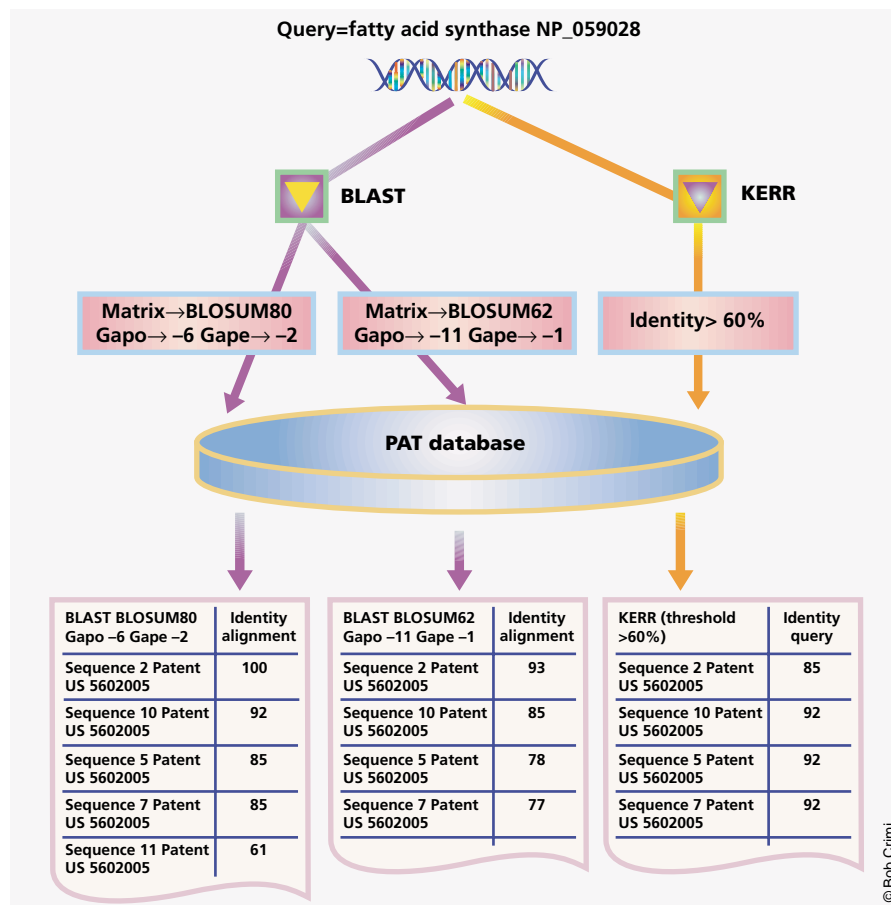 Query=fatty acid synthase NP_059028
BLAST
KERR
Matrix→BLOSUM80
Gapo→ –6 Gape→ –2
Matrix→BLOSUM62
Gapo→ –11 Gape→ –1
Identity> 60%
PAT database
BLAST BLOSUM80 Identity
Gapo –6 Gape –2 alignment
Sequence 2 Patent 100
US 5602005
Sequence 10 Patent 92
US 5602005
Sequence 5 Patent 85
US 5602005
Sequence 7 Patent 85
US 5602005
Sequence 11 Patent 61
US 5602005
BLAST BLOSUM62 Identity
Gapo –11 Gape –1 alignment
Sequence 2 Patent 93
US 5602005
Sequence 10 Patent 85
US 5602005
Sequence 5 Patent 78
US 5602005
Sequence 7 Patent 77
US 5602005
KERR (threshold Identity
>60%) query
Sequence 2 Patent 85
US 5602005
Sequence 10 Patent 92
US 5602005
Sequence 5 Patent 92
US 5602005
Sequence 7 Patent 92
US 5602005
© Bob Crimi